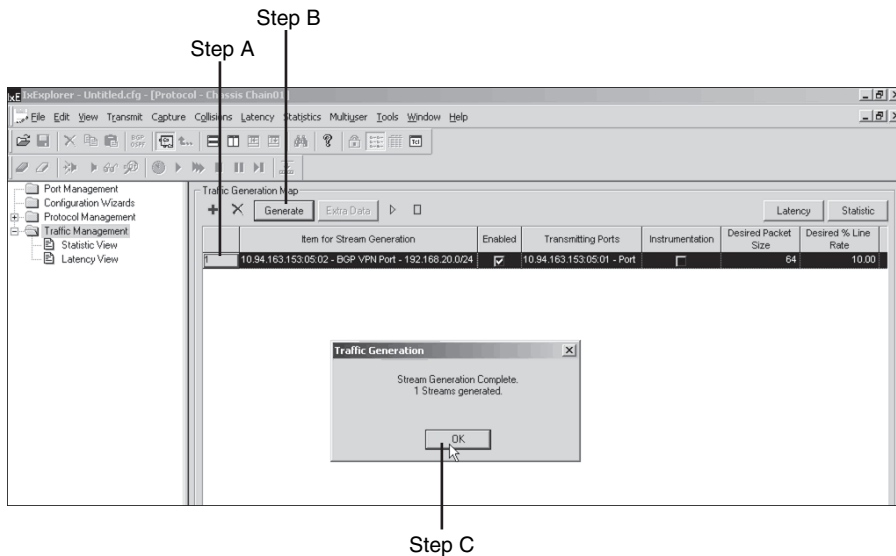 Step B
Step A
IxExplorer - Untitled.cfg - [Protocol - Chassis Chain01]
File Edit View Transmit Capture Collisions Latency Statistics Multiuser Tools Window Help
BGP OSPF
Tcl
Port Management
Configuration Wizards
Protocol Management
Traffic Management
Statistic View
Latency View
Traffic Generation Map
Generate Extra Data Latency Statistic
Item for Stream Generation Enabled Transmitting Ports Instrumentation Desired Packet Size Desired % Line Rate
1 10.94.163.153:05:02 - BGP VPN Port - 192.168.20.0/24 10.94.163.153:05:01 - Port 64 10.00
Traffic Generation
Stream Generation Complete.
1 Streams generated.
OK
Step C